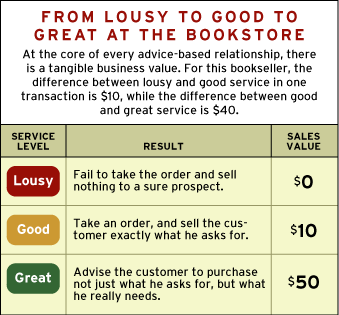 FROM LOUSY TO GOOD TO
GREAT AT THE BOOKSTORE
At the core of every advice-based relationship, there
is a tangible business value. For this bookseller, the
difference between lousy and good service in one
transaction is $10, while the difference between good
and great service is $40.
SERVICE
LEVEL
RESULT
SALES
VALUE
Lousy
Fail to take the order and sell
nothing to a sure prospect.
$0
Good
Take an order, and sell the cus-
tomer exactly what he asks for.
$10
Great
Advise the customer to purchase
not just what he asks for, but what
he really needs.
$50